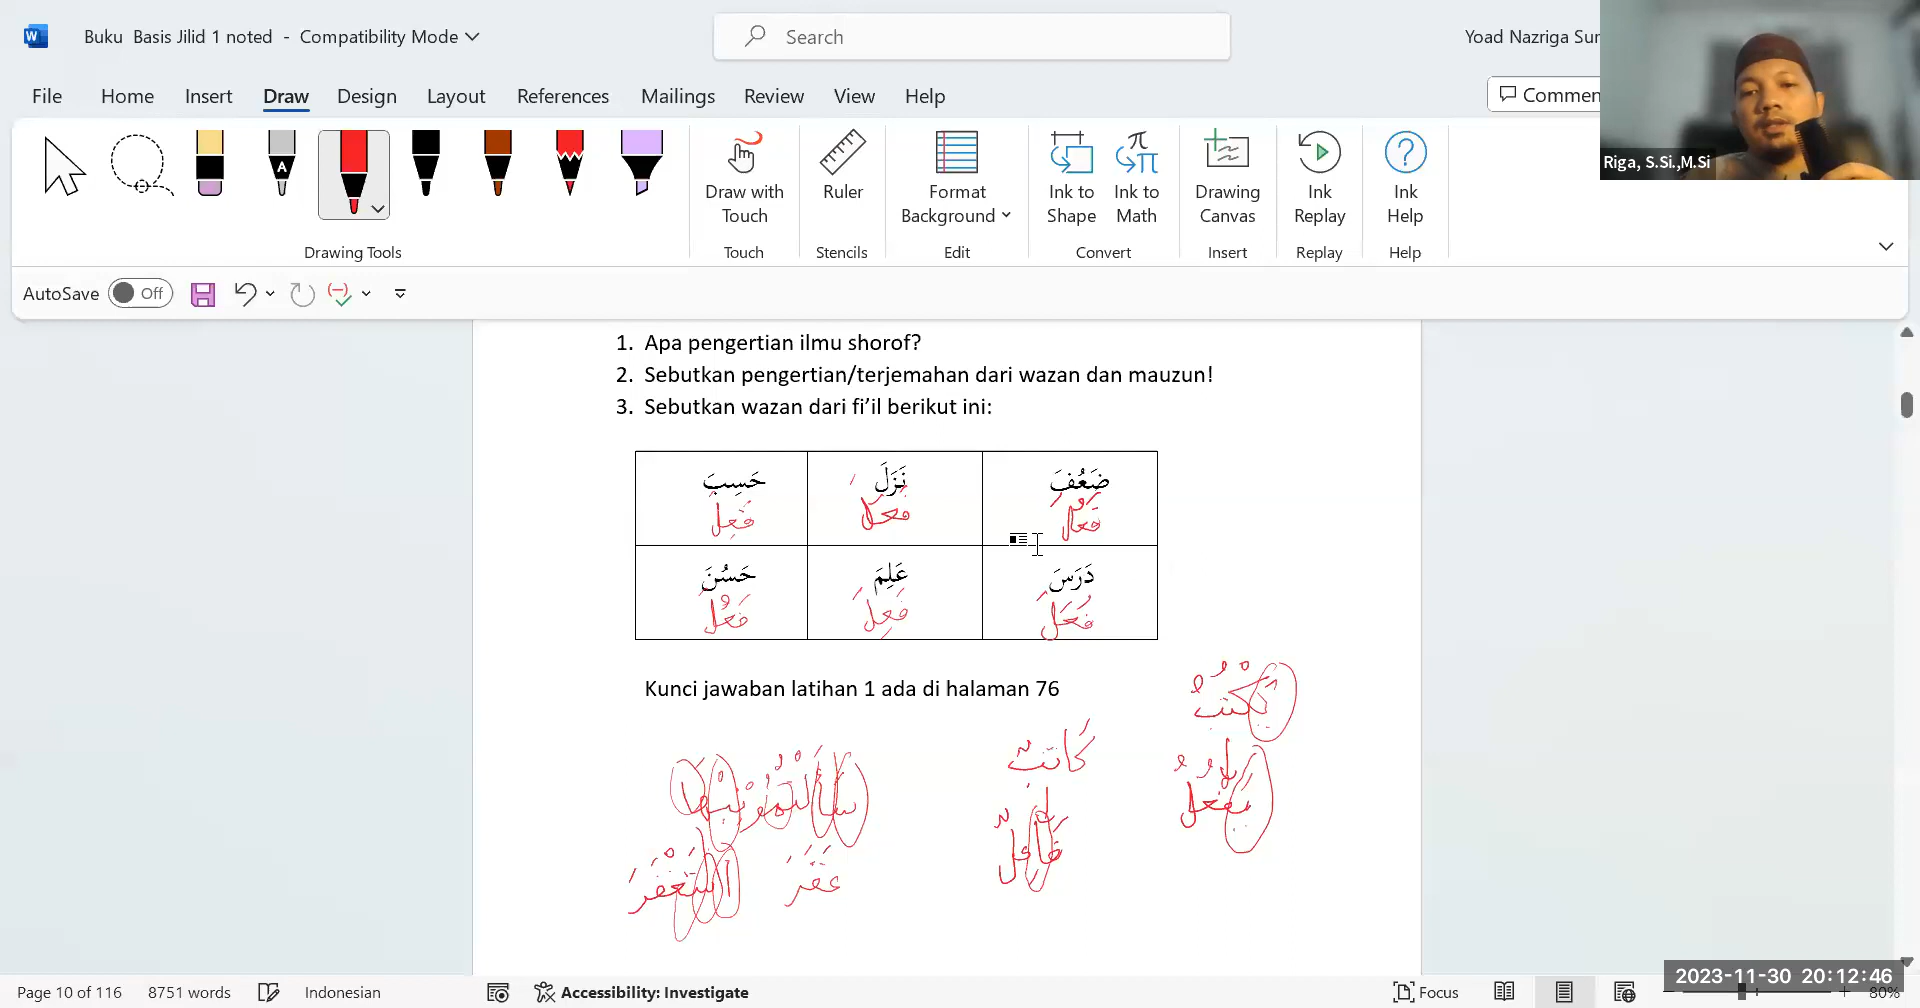 Buku Basis Jilid 1 noted - Compatibility Mode
Search
Yoad Nazriga Sur
File Home Insert Draw Design Layout References Mailings Review View Help
Commen
Riga, S.Si.,M.Si
Draw with Touch
Ruler
Format Background
Ink to Shape
Ink to Math
Drawing Canvas
Ink Replay
Ink Help
Drawing Tools Touch Stencils Edit Convert Insert Replay Help
AutoSave Off
1. Apa pengertian ilmu shorof?
2. Sebutkan pengertian/terjemahan dari wazan dan mauzun!
3. Sebutkan wazan dari fi’il berikut ini:
ضَعُفَ نَزَلَ حَسِبَ
فَعُلَ فَعَلَ فَعِلَ
دَرَسَ عَلِمَ حَسُنَ
فَعَلَ فَعِلَ فَعُلَ
Kunci jawaban latihan 1 ada di halaman 76
كَاتِبٌ
Page 10 of 116 8751 words Indonesian Accessibility: Investigate Focus 80%
2023-11-30 20:12:46